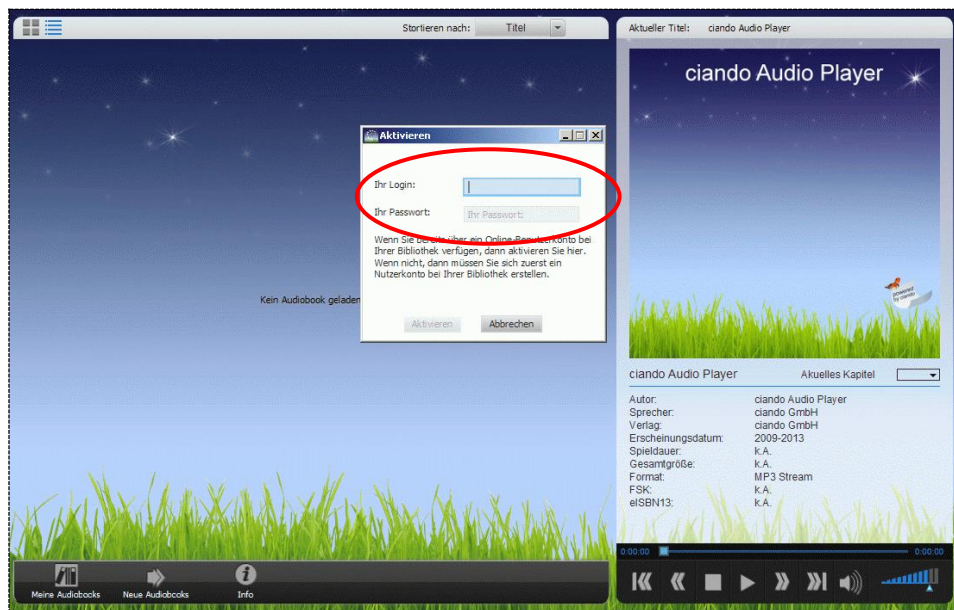 Stortieren nach:
Titel
Aktueller Titel:
ciando Audio Player
ciando Audio Player
Aktivieren
Ihr Login:
Ihr Passwort:
Ihr Passwort:
Wenn Sie bereits über ein Online-Benutzerkonto bei
Ihrer Bibliothek verfügen, dann aktivieren Sie hier.
Wenn nicht, dann müssen Sie sich zuerst ein
Nutzerkonto bei Ihrer Bibliothek erstellen.
Kein Audiobook geladen
Aktivieren
Abbrechen
powered
by ciando
ciando Audio Player
Akuelles Kapitel
Autor: ciando Audio Player
Sprecher: ciando GmbH
Verlag: ciando GmbH
Erscheinungsdatum: 2009-2013
Spieldauer: k.A.
Gesamtgröße: k.A.
Format: MP3 Stream
FSK: k.A.
eISBN13: k.A.
0:00:00
0:00:00
Meine Audiobooks
Neue Audiobooks
Info